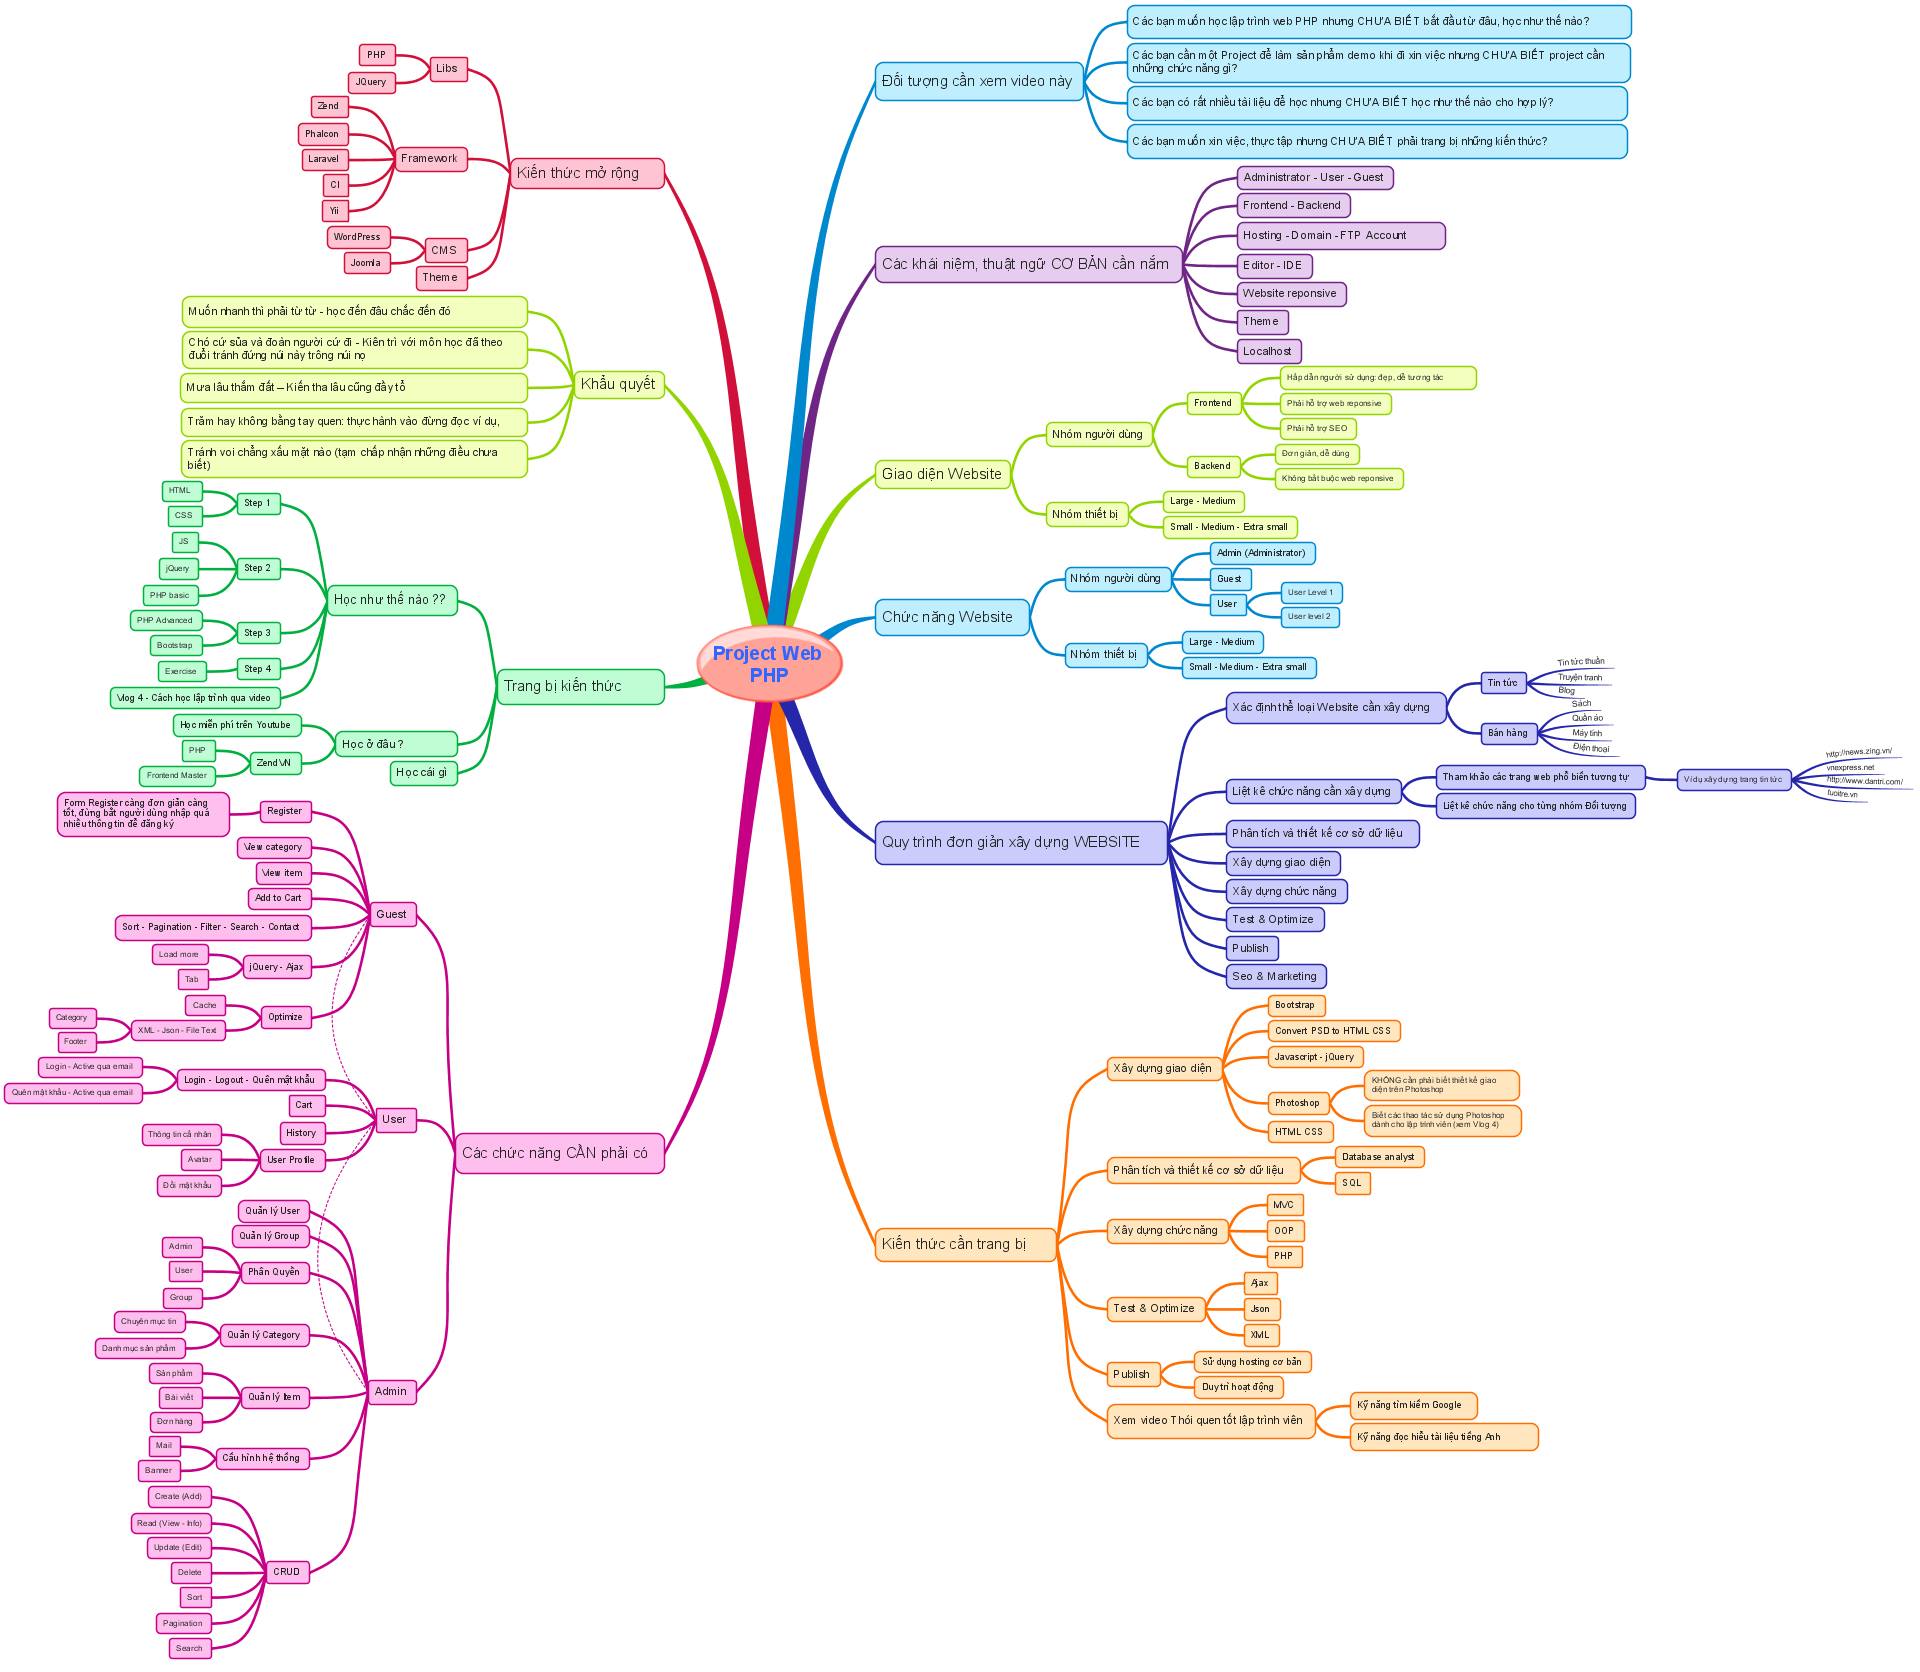 Project Web
PHP
Đối tượng cần xem video này
Các bạn muốn học lập trình web PHP nhưng CHƯA BIẾT bắt đầu từ đâu, học như thế nào?
Các bạn cần một Project để làm sản phẩm demo khi đi xin việc nhưng CHƯA BIẾT project cần
những chức năng gì?
Các bạn có rất nhiều tài liệu để học nhưng CHƯA BIẾT học như thế nào cho hợp lý?
Các bạn muốn xin việc, thực tập nhưng CHƯA BIẾT phải trang bị những kiến thức?
Các khái niệm, thuật ngữ CƠ BẢN cần nắm
Administrator - User - Guest
Frontend - Backend
Hosting - Domain - FTP Account
Editor - IDE
Website reponsive
Theme
Localhost
Giao diện Website
Nhóm người dùng
Frontend
Hấp dẫn người sử dụng: đẹp, dễ tương tác
Phải hỗ trợ web reponsive
Phải hỗ trợ SEO
Backend
Đơn giản, dễ dùng
Không bắt buộc web reponsive
Nhóm thiết bị
Large - Medium
Small - Medium - Extra small
Chức năng Website
Nhóm người dùng
Admin (Administrator)
Guest
User
User Level 1
User level 2
Nhóm thiết bị
Large - Medium
Small - Medium - Extra small
Quy trình đơn giản xây dựng WEBSITE
Xác định thể loại Website cần xây dựng
Tin tức
Tin tức thuần
Truyện tranh
Blog
Bán hàng
Sách
Quần áo
Máy tính
Điện thoại
Liệt kê chức năng cần xây dựng
Tham khảo các trang web phổ biến tương tự
Ví dụ xây dựng trang tin tức
http://news.zing.vn/
vnexpress.net
http://www.dantri.com/
tuoitre.vn
Liệt kê chức năng cho từng nhóm Đối tượng
Phân tích và thiết kế cơ sở dữ liệu
Xây dựng giao diện
Xây dựng chức năng
Test & Optimize
Publish
Seo & Marketing
Kiến thức cần trang bị
Xây dựng giao diện
Bootstrap
Convert PSD to HTML CSS
Javascript - jQuery
Photoshop
KHÔNG cần phải biết thiết kế giao
diện trên Photoshop
Biết các thao tác sử dụng Photoshop
dành cho lập trình viên (xem Vlog 4)
HTML CSS
Phân tích và thiết kế cơ sở dữ liệu
Database analyst
SQL
Xây dựng chức năng
MVC
OOP
PHP
Test & Optimize
Ajax
Json
XML
Publish
Sử dụng hosting cơ bản
Duy trì hoạt động
Xem video Thói quen tốt lập trình viên
Kỹ năng tìm kiếm Google
Kỹ năng đọc hiểu tài liệu tiếng Anh
Kiến thức mở rộng
Libs
PHP
JQuery
Framework
Zend
Phalcon
Laravel
CI
Yii
CMS
WordPress
Joomla
Theme
Khẩu quyết
Muốn nhanh thì phải từ từ - học đến đâu chắc đến đó
Chó cứ sủa và đoàn người cứ đi - Kiên trì với môn học đã theo
đuổi tránh đứng núi này trông núi nọ
Mưa lâu thấm đất – Kiến tha lâu cũng đầy tổ
Trăm hay không bằng tay quen: thực hành vào đừng đọc ví dụ,
Tránh voi chẳng xấu mặt nào (tạm chấp nhận những điều chưa
biết)
Trang bị kiến thức
Học như thế nào ??
Step 1
HTML
CSS
Step 2
JS
jQuery
PHP basic
Step 3
PHP Advanced
Bootstrap
Step 4
Exercise
Vlog 4 - Cách học lập trình qua video
Học ở đâu ?
Học miễn phí trên Youtube
ZendVN
PHP
Frontend Master
Học cái gì
Các chức năng CẦN phải có
Guest
Register
Form Register càng đơn giản càng
tốt, đừng bắt người dùng nhập quá
nhiều thông tin để đăng ký
View category
View item
Add to Cart
Sort - Pagination - Filter - Search - Contact
jQuery - Ajax
Load more
Tab
Optimize
Cache
XML - Json - File Text
Category
Footer
User
Login - Logout - Quên mật khẩu
Login - Active qua email
Quên mật khẩu - Active qua email
Cart
History
User Profile
Thông tin cá nhân
Avatar
Đổi mật khẩu
Admin
Quản lý User
Quản lý Group
Phân Quyền
Admin
User
Group
Quản lý Category
Chuyên mục tin
Danh mục sản phẩm
Quản lý Item
Sản phẩm
Bài viết
Đơn hàng
Cấu hình hệ thống
Mail
Banner
CRUD
Create (Add)
Read (View - Info)
Update (Edit)
Delete
Sort
Pagination
Search